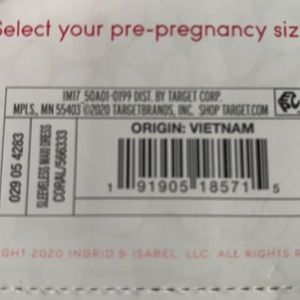 Select your pre-pregnancy siz
IM17 50A01-0199 DIST. BY TARGET CORP.
MPLS, MN 55403 ©2020 TARGETBRANDS, INC. SHOP TARGET.COM
029 05 4283
SLEEVELESS MAXI DRESS
CORAL/566333
ORIGIN: VIETNAM
1 91905 18571 5
GHT 2020 INGRID & ISABEL, LLC. ALL RIGHTS R